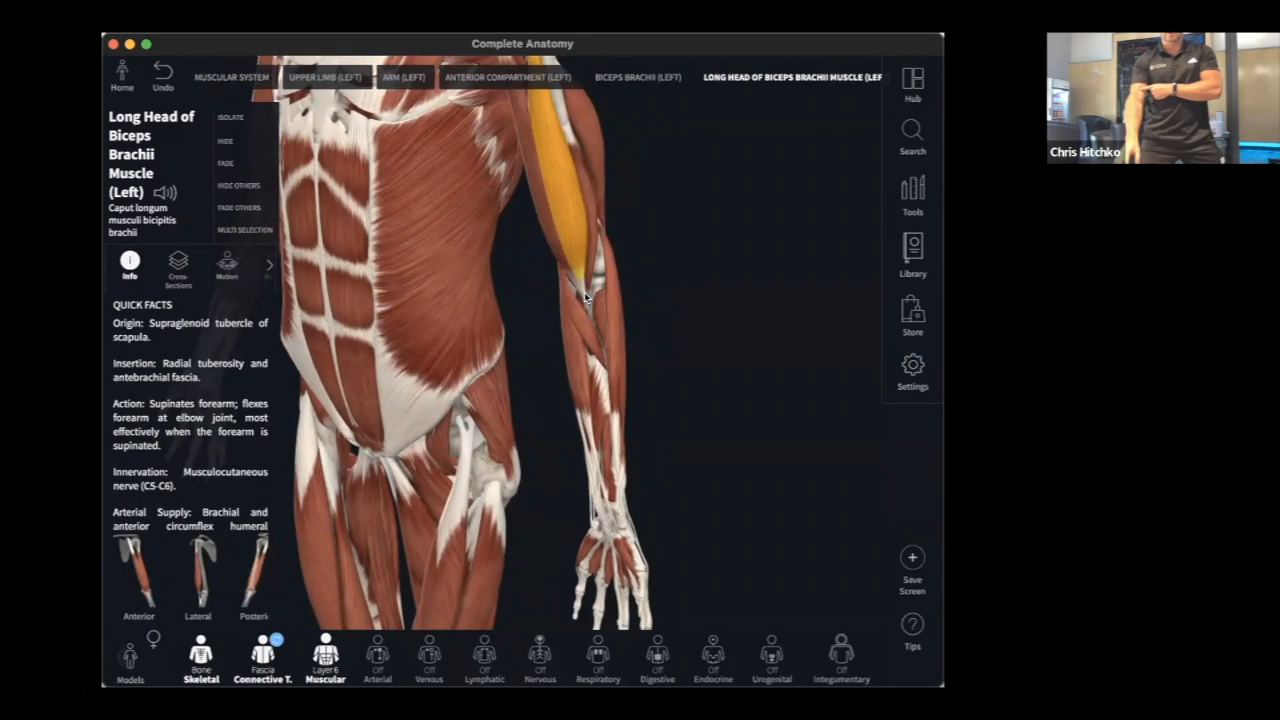 Complete Anatomy
Home
Undo
MUSCULAR SYSTEM
UPPER LIMB (LEFT)
ARM (LEFT)
ANTERIOR COMPARTMENT (LEFT)
BICEPS BRACHII (LEFT)
LONG HEAD OF BICEPS BRACHII MUSCLE (LEF
Long Head of
Biceps
Brachii
Muscle
(Left)
Caput longum
musculi bicipitis
brachii
ISOLATE
HIDE
FADE
HIDE OTHERS
FADE OTHERS
MULTI SELECTION
Info
Cross-
Sections
Motion
QUICK FACTS
Origin: Supraglenoid tubercle of
scapula.
Insertion: Radial tuberosity and
antebrachial fascia.
Action: Supinates forearm; flexes
forearm at elbow joint, most
effectively when the forearm is
supinated.
Innervation: Musculocutaneous
nerve (C5-C6).
Arterial Supply: Brachial and
anterior circumflex humeral
Anterior
Lateral
Posteri
Hub
Search
Tools
Library
Store
Settings
Save
Screen
Tips
Models
Bone
Skeletal
Fascia
Connective T.
Layer 6
Muscular
Off
Arterial
Off
Venous
Off
Lymphatic
Off
Nervous
Off
Respiratory
Off
Digestive
Off
Endocrine
Off
Urogenital
Off
Integumentary
Chris Hitchko